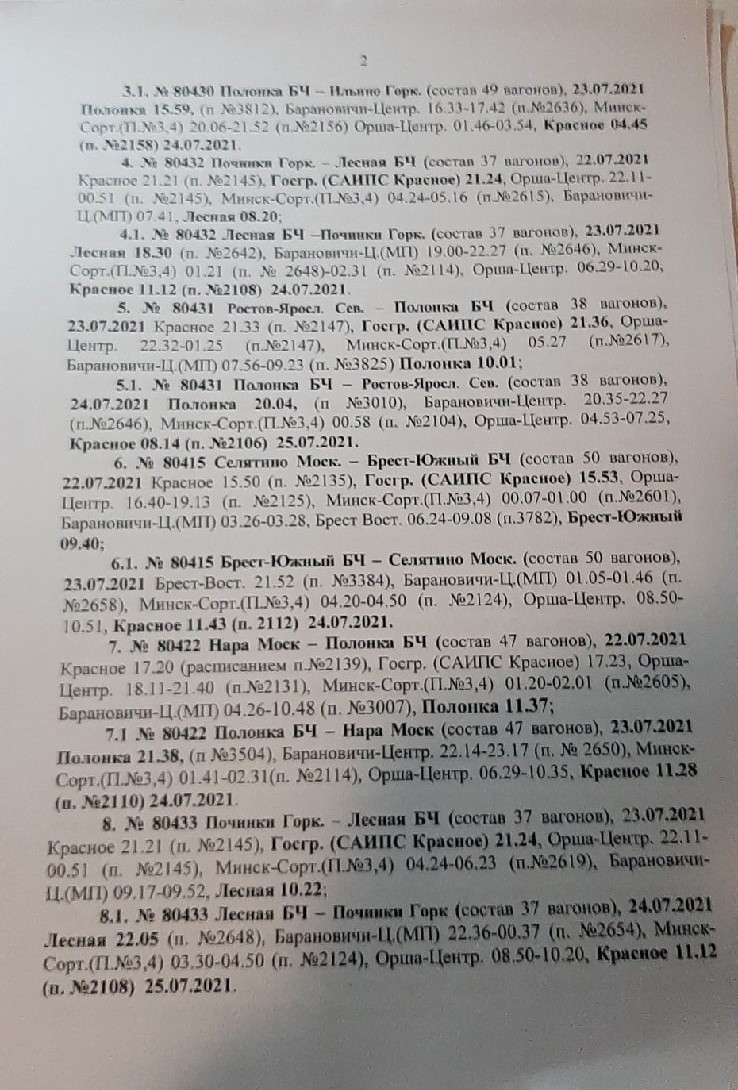 2
3.1. № 80430 Полонка БЧ – Ильино Горк. (состав 49 вагонов), 23.07.2021
Полонка 15.59, (п №3812), Барановичи-Центр. 16.33-17.42 (п.№2636), Минск-
Сорт.(П.№3,4) 20.06-21.52 (п.№2156) Орша-Центр. 01.46-03.54, Красное 04.45
(п. №2158) 24.07.2021.
4. № 80432 Починки Горк. – Лесная БЧ (состав 37 вагонов), 22.07.2021
Красное 21.21 (п. №2145), Госгр. (САИПС Красное) 21.24, Орша-Центр. 22.11-
00.51 (п. №2145), Минск-Сорт.(П.№3,4) 04.24-05.16 (п.№2615), Барановичи-
Ц.(МП) 07.41, Лесная 08.20;
4.1. № 80432 Лесная БЧ –Починки Горк. (состав 37 вагонов), 23.07.2021
Лесная 18.30 (п. №2642), Барановичи-Ц.(МП) 19.00-22.27 (п. №2646), Минск-
Сорт.(П.№3,4) 01.21 (п. № 2648)-02.31 (п. №2114), Орша-Центр. 06.29-10.20,
Красное 11.12 (п. №2108) 24.07.2021.
5. № 80431 Ростов-Яросл. Сев. – Полонка БЧ (состав 38 вагонов),
23.07.2021 Красное 21.33 (п. №2147), Госгр. (САИПС Красное) 21.36, Орша-
Центр. 22.32-01.25 (п.№2147), Минск-Сорт.(П.№3,4) 05.27 (п.№2617),
Барановичи-Ц.(МП) 07.56-09.23 (п. №3825) Полонка 10.01;
5.1. № 80431 Полонка БЧ – Ростов-Яросл. Сев. (состав 38 вагонов),
24.07.2021 Полонка 20.04, (п №3010), Барановичи-Центр. 20.35-22.27
(п.№2646), Минск-Сорт.(П.№3,4) 00.58 (п. №2104), Орша-Центр. 04.53-07.25,
Красное 08.14 (п. №2106) 25.07.2021.
6. № 80415 Селятино Моск. – Брест-Южный БЧ (состав 50 вагонов),
22.07.2021 Красное 15.50 (п. №2135), Госгр. (САИПС Красное) 15.53, Орша-
Центр. 16.40-19.13 (п. №2125), Минск-Сорт.(П.№3,4) 00.07-01.00 (п.№2601),
Барановичи-Ц.(МП) 03.26-03.28, Брест Вост. 06.24-09.08 (п.3782), Брест-Южный
09.40;
6.1. № 80415 Брест-Южный БЧ – Селятино Моск. (состав 50 вагонов),
23.07.2021 Брест-Вост. 21.52 (п. №3384), Барановичи-Ц.(МП) 01.05-01.46 (п.
№2658), Минск-Сорт.(П.№3,4) 04.20-04.50 (п. №2124), Орша-Центр. 08.50-
10.51, Красное 11.43 (п. 2112) 24.07.2021.
7. № 80422 Нара Моск – Полонка БЧ (состав 47 вагонов), 22.07.2021
Красное 17.20 (расписанием п.№2139), Госгр. (САИПС Красное) 17.23, Орша-
Центр. 18.11-21.40 (п.№2131), Минск-Сорт.(П.№3,4) 01.20-02.01 (п.№2605),
Барановичи-Ц.(МП) 04.26-10.48 (п. №3007), Полонка 11.37;
7.1 № 80422 Полонка БЧ – Нара Моск (состав 47 вагонов), 23.07.2021
Полонка 21.38, (п №3504), Барановичи-Центр. 22.14-23.17 (п. № 2650), Минск-
Сорт.(П.№3,4) 01.41-02.31(п. №2114), Орша-Центр. 06.29-10.35, Красное 11.28
(п. №2110) 24.07.2021.
8. № 80433 Починки Горк. – Лесная БЧ (состав 37 вагонов), 23.07.2021
Красное 21.21 (п. №2145), Госгр. (САИПС Красное) 21.24, Орша-Центр. 22.11-
00.51 (п. №2145), Минск-Сорт.(П.№3,4) 04.24-06.23 (п.№2619), Барановичи-
Ц.(МП) 09.17-09.52, Лесная 10.22;
8.1. № 80433 Лесная БЧ – Починки Горк (состав 37 вагонов), 24.07.2021
Лесная 22.05 (п. №2648), Барановичи-Ц.(МП) 22.36-00.37 (п. №2654), Минск-
Сорт.(П.№3,4) 03.30-04.50 (п. №2124), Орша-Центр. 08.50-10.20, Красное 11.12
(п. №2108) 25.07.2021.